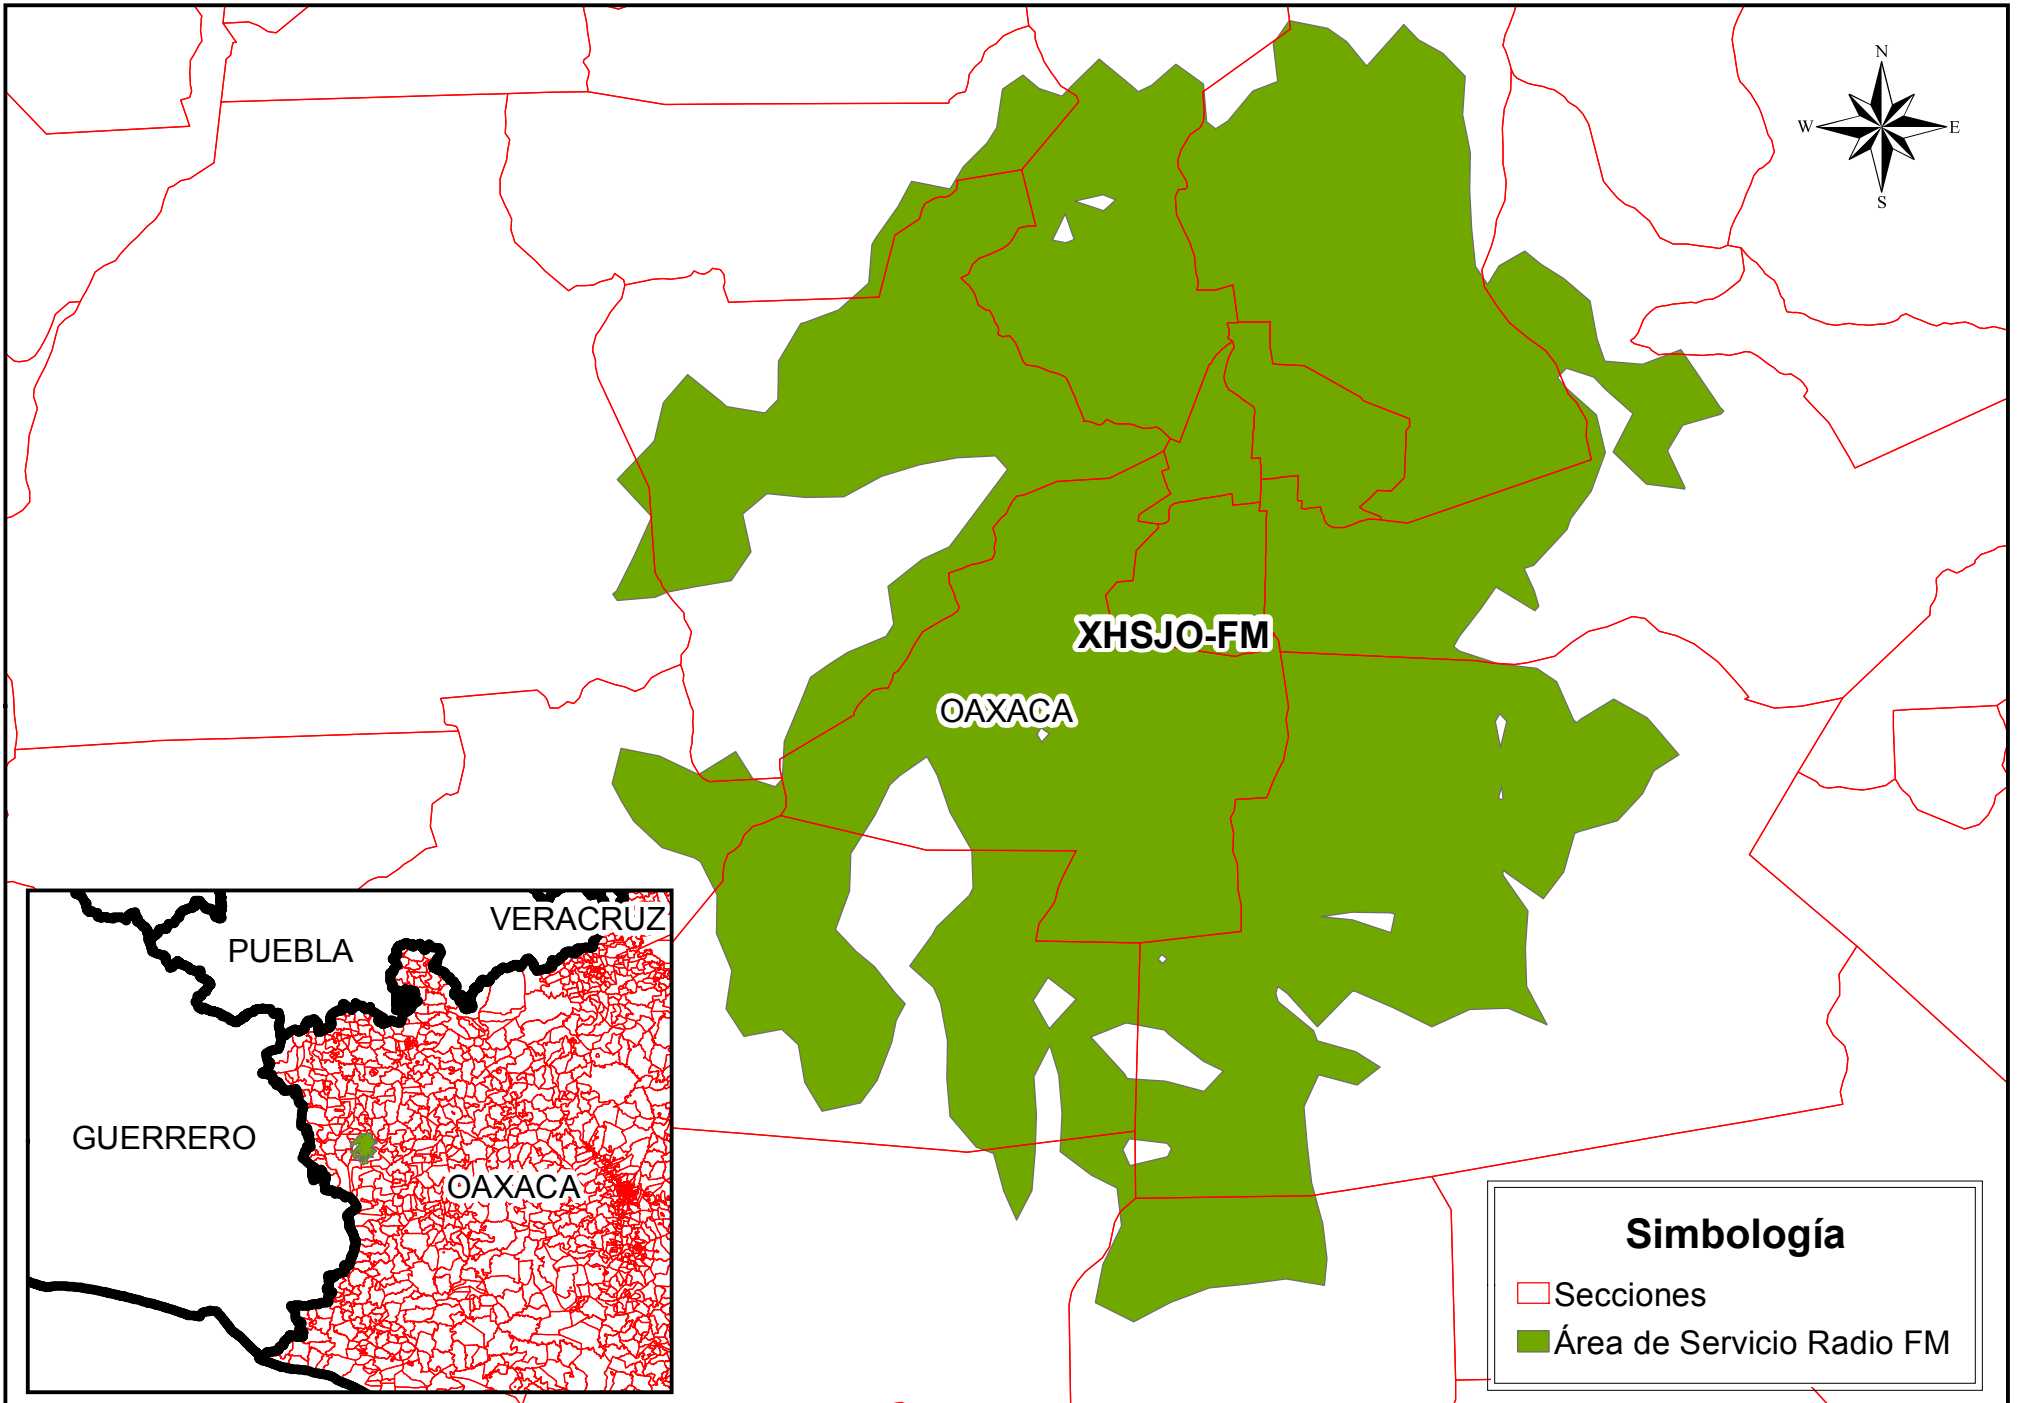 N
W E
S
XHSJO-FM
OAXACA
VERACRUZ
PUEBLA
GUERRERO
OAXACA
Simbología
Secciones
Área de Servicio Radio FM